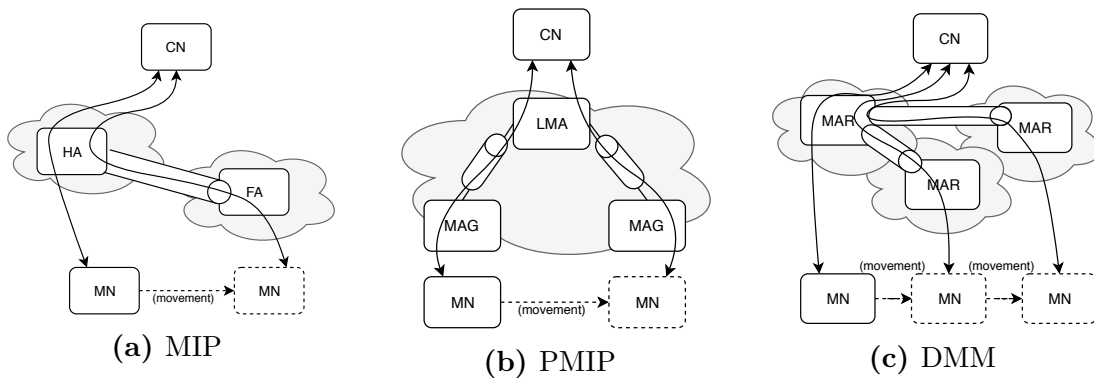 CN
HA
FA
MN
(movement)
MN
(a) MIP
CN
LMA
MAG
MAG
MN
(movement)
MN
(b) PMIP
CN
MAR
MAR
MAR
(movement)
(movement)
MN
MN
MN
(c) DMM